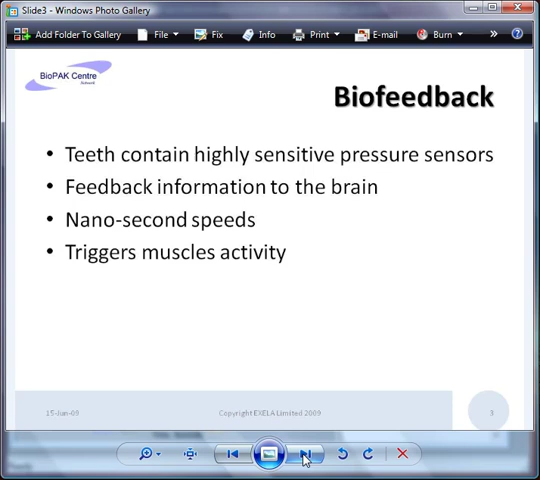 Slide3 - Windows Photo Gallery
Add Folder To Gallery File Fix Info Print E-mail Burn » ?
BioPAK Centre
Biofeedback
• Teeth contain highly sensitive pressure sensors
• Feedback information to the brain
• Nano-second speeds
• Triggers muscles activity
15-Jun-09 Copyright EXELA Limited 2009 3